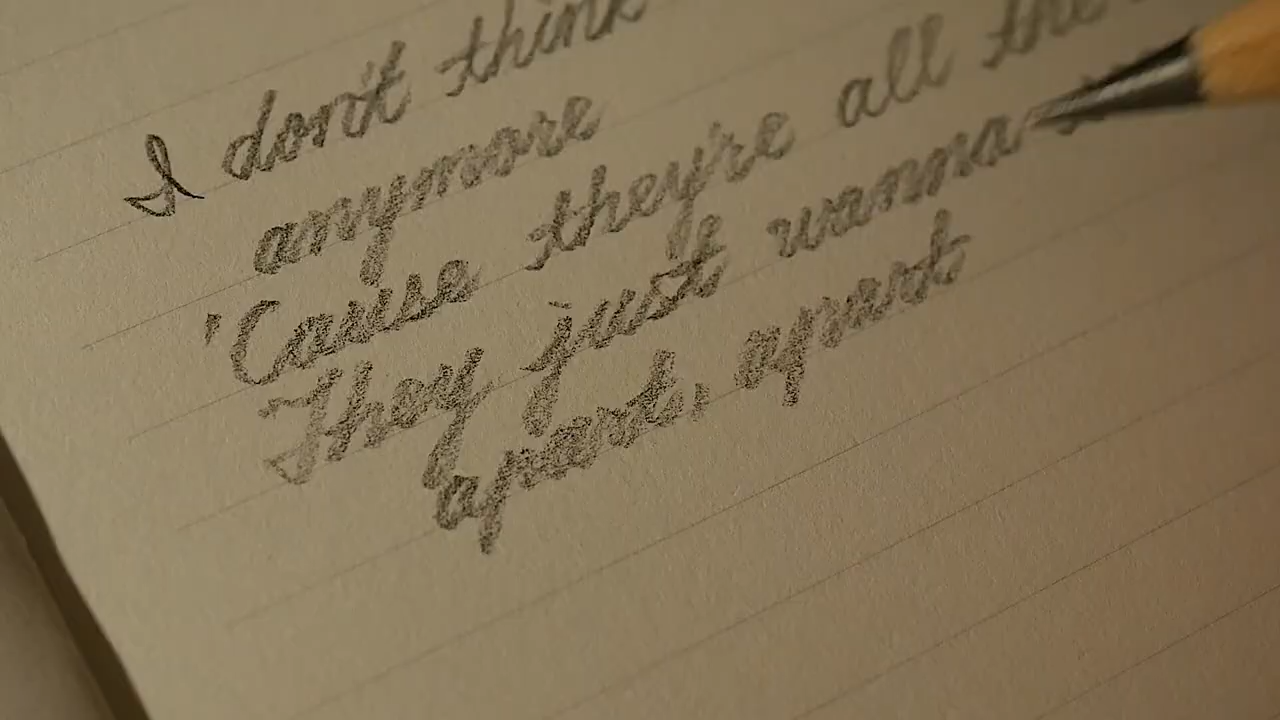 I don't think
anymore
'Cause they're all the
They just wanna
apart, apart